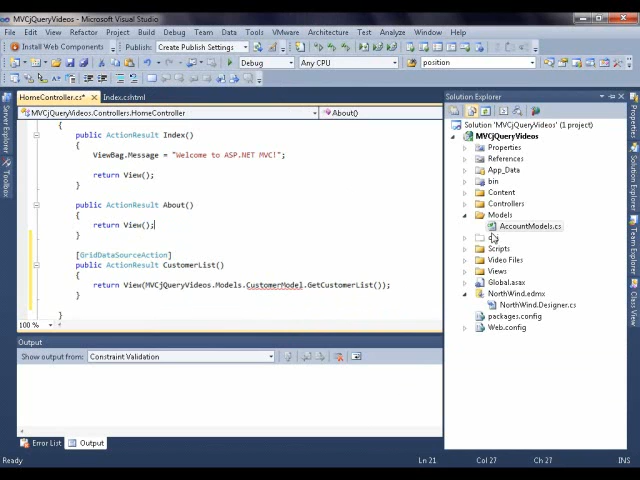 MVCjQueryVideos - Microsoft Visual Studio
File Edit View Refactor Project Build Debug Team Data Tools VMware Architecture Test Analyze Window Help
Install Web Components Publish: Create Publish Settings
Debug Any CPU position
HomeController.cs* Index.cshtml
MVCjQueryVideos.Controllers.HomeController About()
{
public ActionResult Index()
{
ViewBag.Message = "Welcome to ASP.NET MVC!";
return View();
}
public ActionResult About()
{
return View();
}
[GridDataSourceAction]
public ActionResult CustomerList()
{
return View(MVCjQueryVideos.Models.CustomerModel.GetCustomerList());
}
}
100 %
Output
Show output from: Constraint Validation
Error List Output
Ready Ln 21 Col 27 Ch 27 INS
Server Explorer
Toolbox
Solution Explorer
Solution 'MVCjQueryVideos' (1 project)
MVCjQueryVideos
Properties
References
App_Data
bin
Content
Controllers
Models
AccountModels.cs
Scripts
Video Files
Views
Global.asax
NorthWind.edmx
NorthWind.Designer.cs
packages.config
Web.config
Properties
Solution Explorer
Team Explorer
Class View